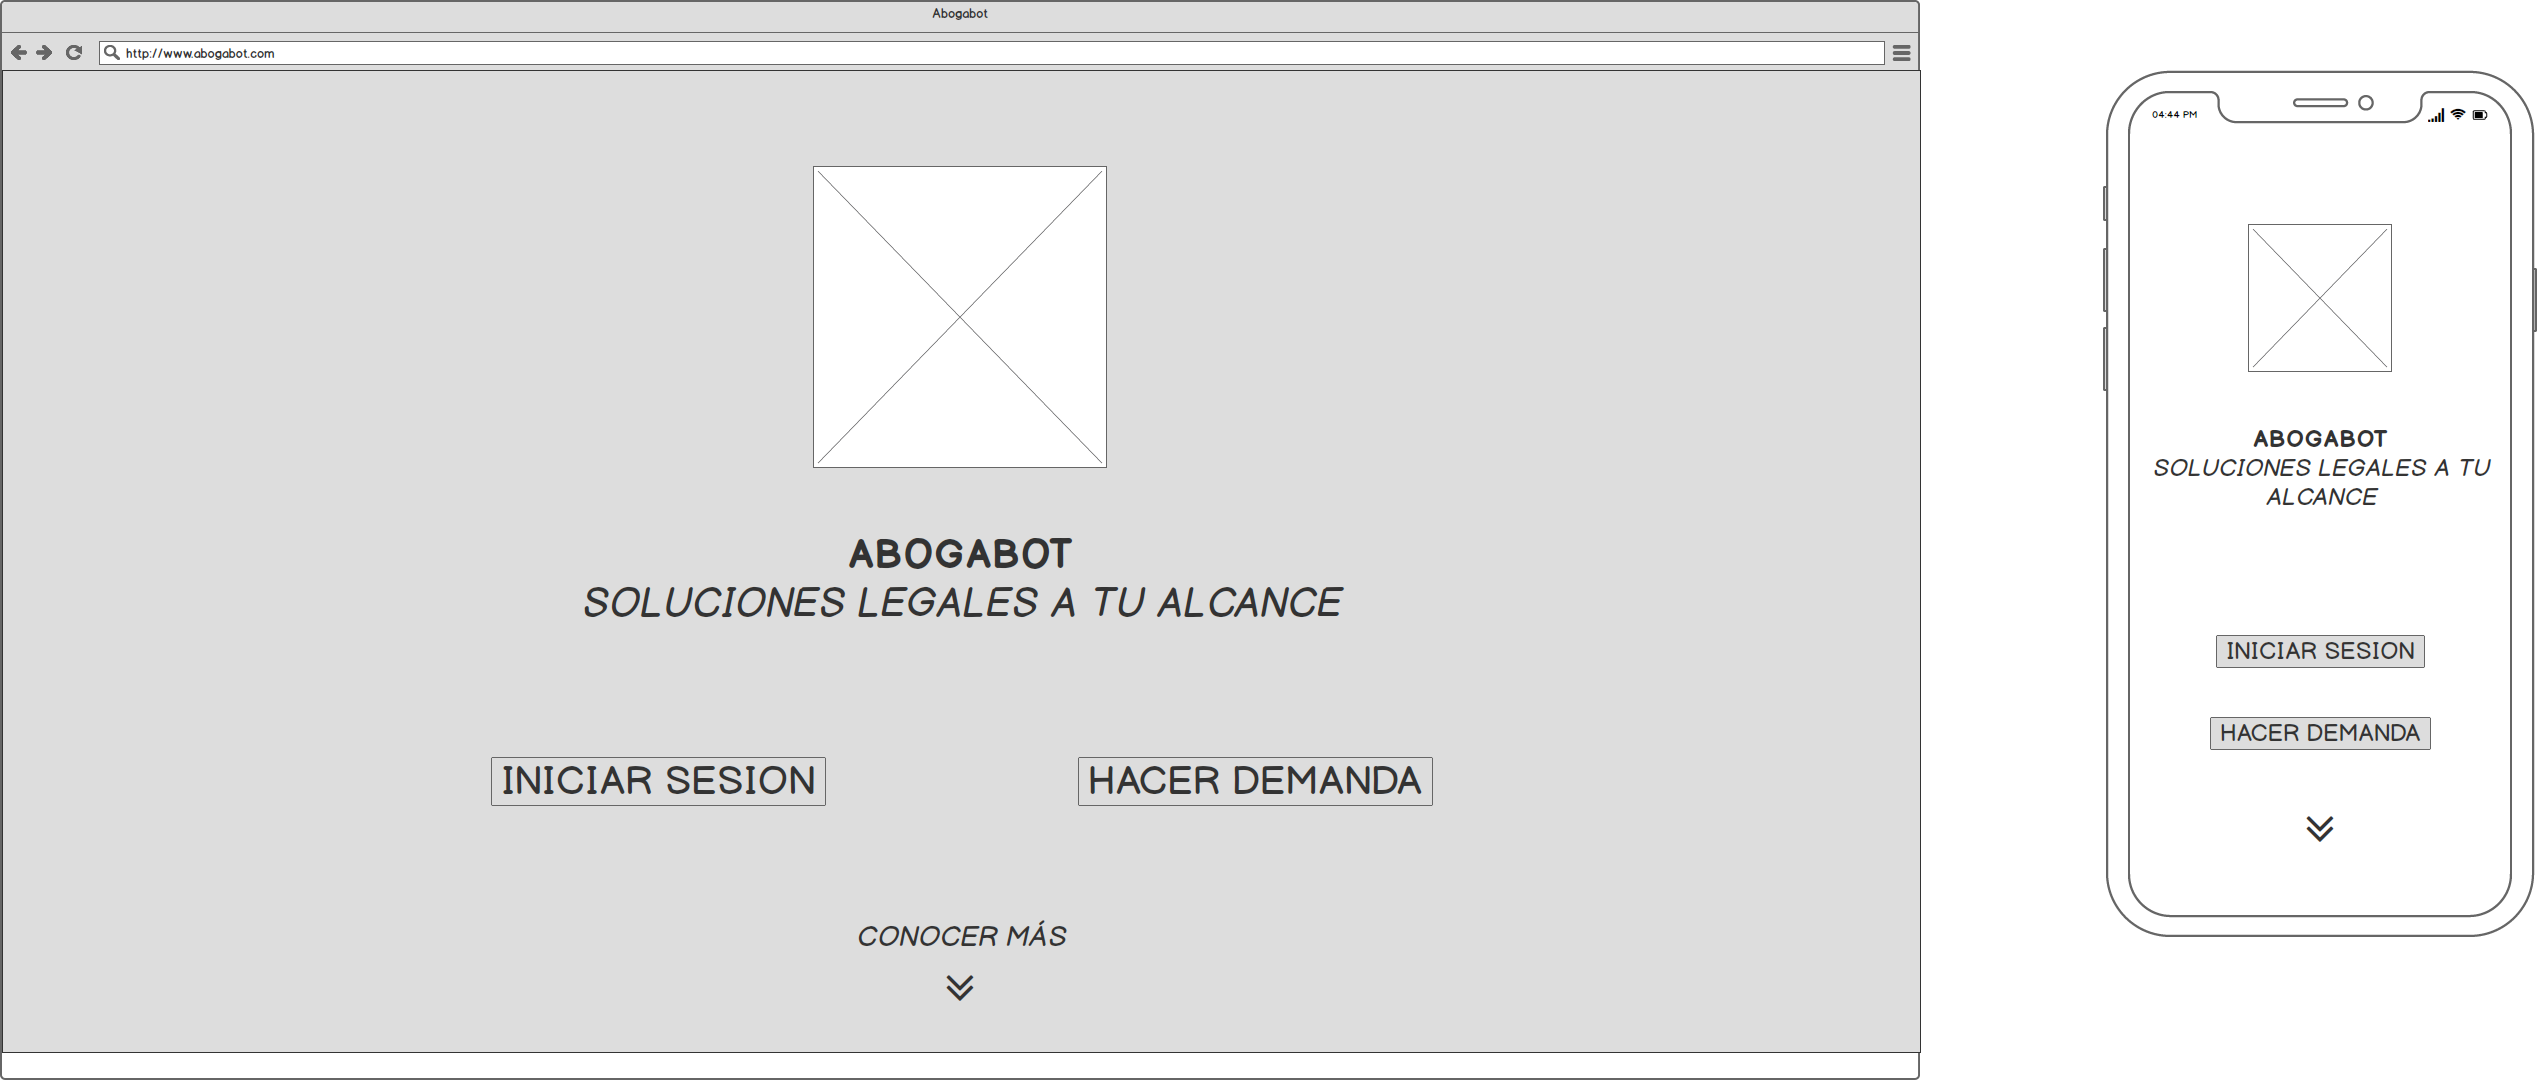 Abogabot
http://www.abogabot.com
ABOGABOT
SOLUCIONES LEGALES A TU ALCANCE
INICIAR SESION
HACER DEMANDA
CONOCER MÁS
04:44 PM
ABOGABOT
SOLUCIONES LEGALES A TU
ALCANCE
INICIAR SESION
HACER DEMANDA